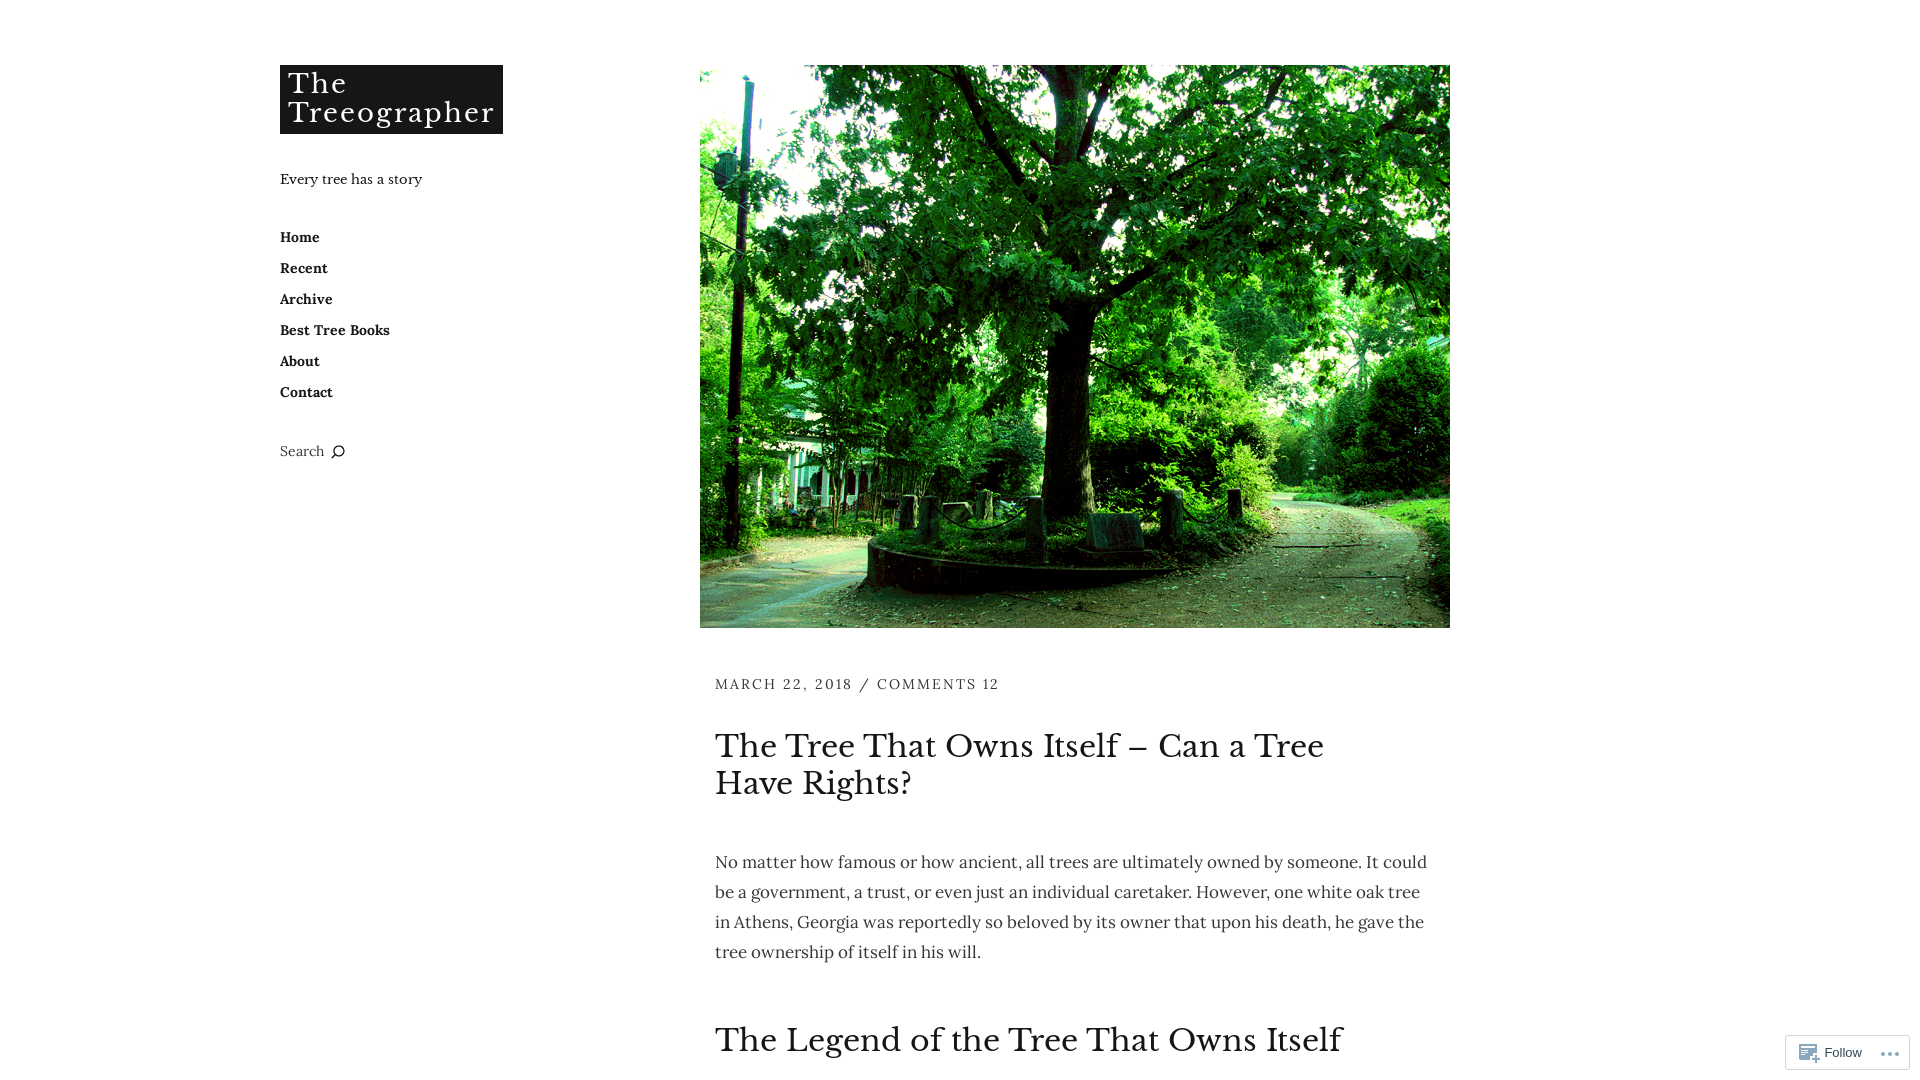 The
Treeographer
Every tree has a story
Home
Recent
Archive
Best Tree Books
About
Contact
Search
MARCH 22, 2018 / COMMENTS 12
The Tree That Owns Itself – Can a Tree
Have Rights?
No matter how famous or how ancient, all trees are ultimately owned by someone. It could
be a government, a trust, or even just an individual caretaker. However, one white oak tree
in Athens, Georgia was reportedly so beloved by its owner that upon his death, he gave the
tree ownership of itself in his will.
The Legend of the Tree That Owns Itself
Follow